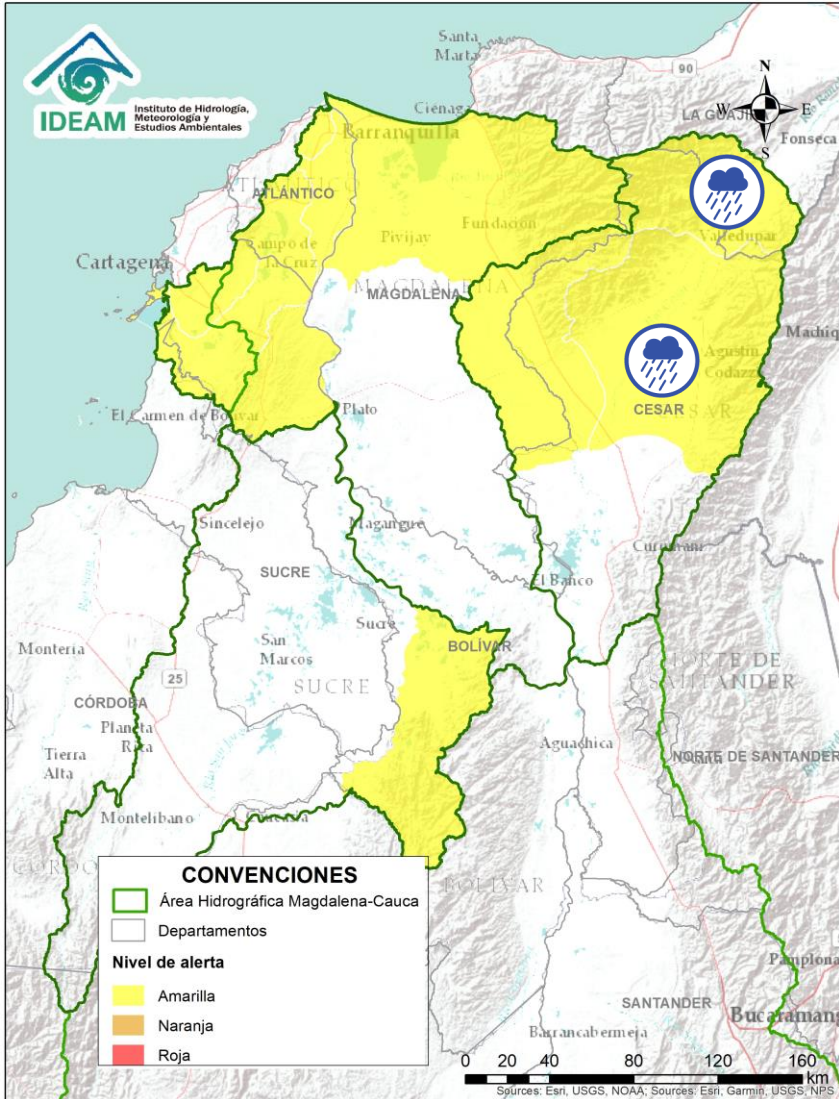 IDEAM
Instituto de Hidrología,
Meteorología y
Estudios Ambientales
Santa
Marta
90
N
W
E
S
LA GUAJIR
Fonseca
Ciénaga
Barranquilla
ATLÁNTICO
Fundación
Valledupar
Campo de
la Cruz
Pivijay
Cartagena
MAGDALENA
Agustín
Codazzi
CESAR
El Carmen de Bolívar
Plato
Sincelejo
Magangué
Curumaní
SUCRE
El Banco
Sucre
Montería
San
Marcos
BOLÍVAR
NORTE DE
SANTANDER
25
SUCRE
CÓRDOBA
Planeta
Rica
Aguachica
Tierra
Alta
NORTE DE SANTANDER
Montelíbano
BOLÍVAR
CONVENCIONES
Área Hidrográfica Magdalena-Cauca
Departamentos
Nivel de alerta
Amarilla
Naranja
Roja
Pamplona
SANTANDER
Bucaramang
Barrancabermeja
0 20 40 80 120 160
km
Sources: Esri, USGS, NOAA; Sources: Esri, Garmin, USGS, NPS